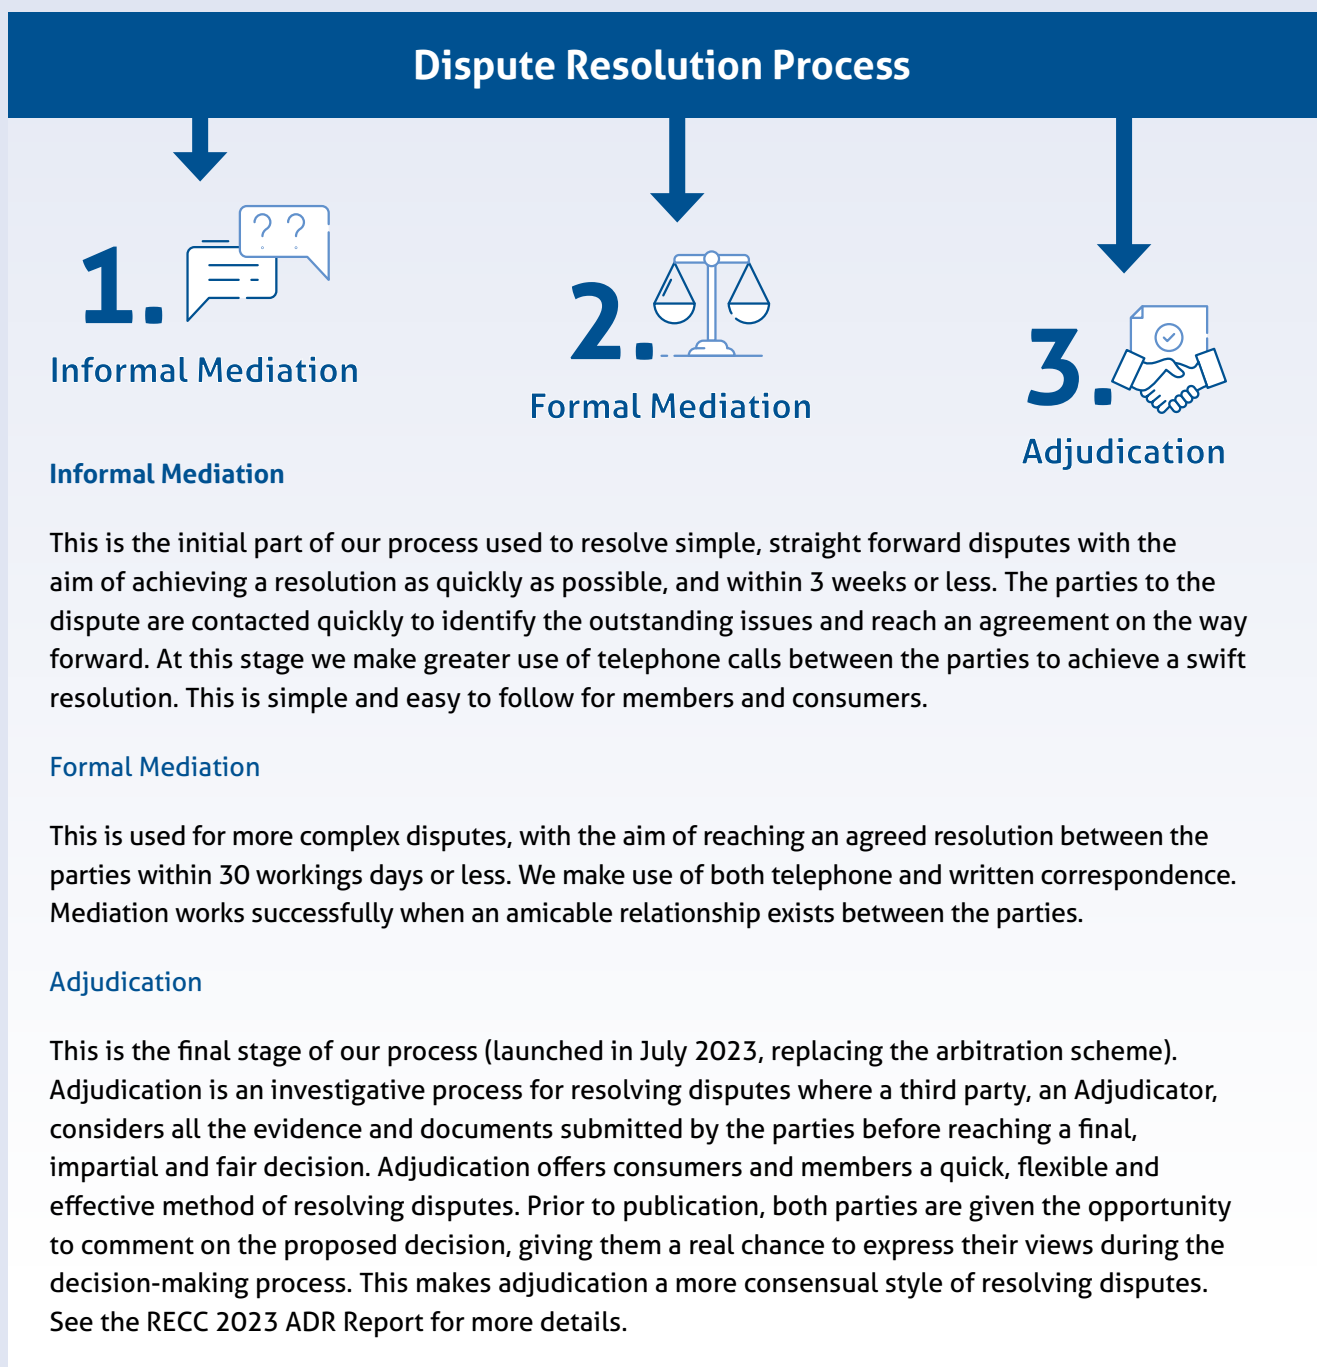 Dispute Resolution Process
? ?
1.
Informal Mediation
2.
Formal Mediation
3.
Adjudication
Informal Mediation
This is the initial part of our process used to resolve simple, straight forward disputes with the
aim of achieving a resolution as quickly as possible, and within 3 weeks or less. The parties to the
dispute are contacted quickly to identify the outstanding issues and reach an agreement on the way
forward. At this stage we make greater use of telephone calls between the parties to achieve a swift
resolution. This is simple and easy to follow for members and consumers.
Formal Mediation
This is used for more complex disputes, with the aim of reaching an agreed resolution between the
parties within 30 workings days or less. We make use of both telephone and written correspondence.
Mediation works successfully when an amicable relationship exists between the parties.
Adjudication
This is the final stage of our process (launched in July 2023, replacing the arbitration scheme).
Adjudication is an investigative process for resolving disputes where a third party, an Adjudicator,
considers all the evidence and documents submitted by the parties before reaching a final,
impartial and fair decision. Adjudication offers consumers and members a quick, flexible and
effective method of resolving disputes. Prior to publication, both parties are given the opportunity
to comment on the proposed decision, giving them a real chance to express their views during the
decision-making process. This makes adjudication a more consensual style of resolving disputes.
See the RECC 2023 ADR Report for more details.